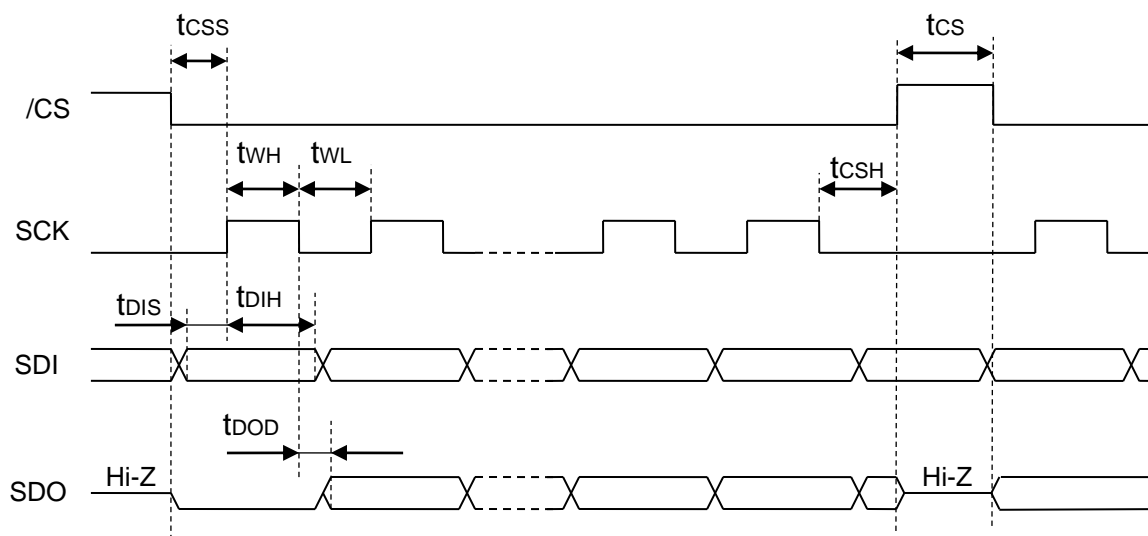 tCSS
tCS
/CS
tWH
tWL
tCSH
SCK
tDIS
tDIH
SDI
tDOD
Hi-Z
Hi-Z
SDO